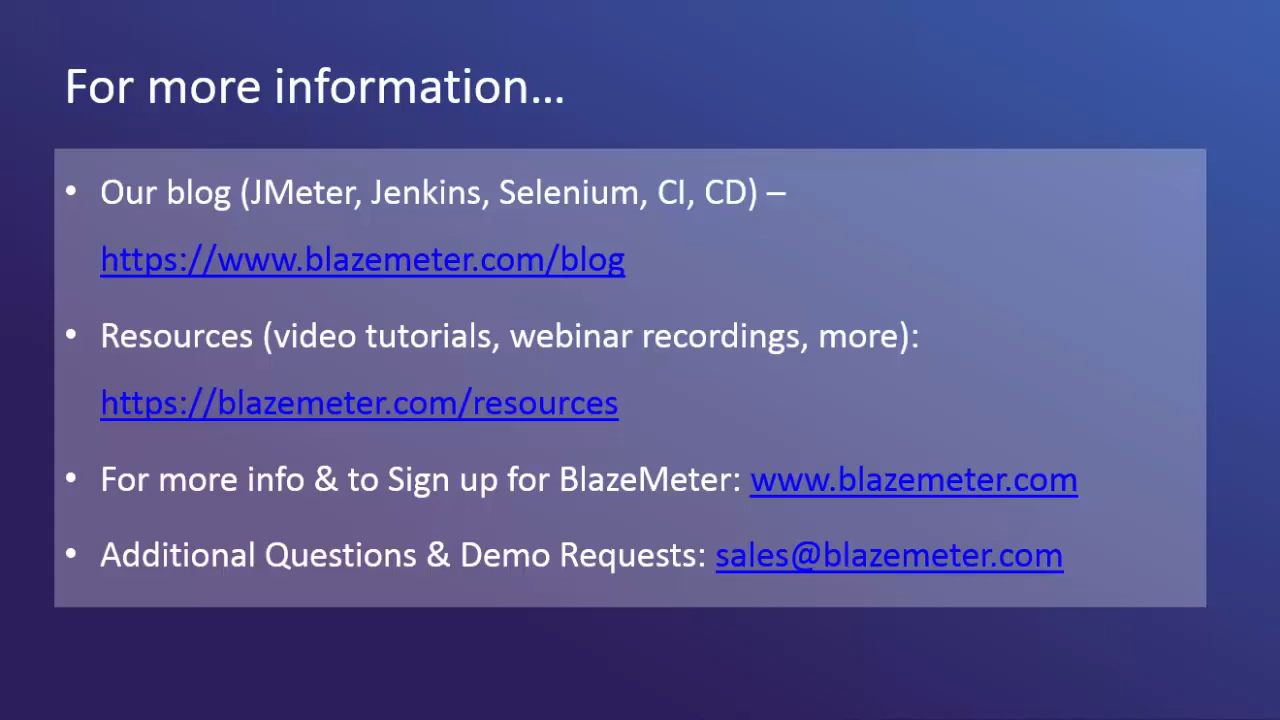 For more information…
• Our blog (JMeter, Jenkins, Selenium, CI, CD) –
https://www.blazemeter.com/blog
• Resources (video tutorials, webinar recordings, more):
https://blazemeter.com/resources
• For more info & to Sign up for BlazeMeter: www.blazemeter.com
• Additional Questions & Demo Requests: sales@blazemeter.com